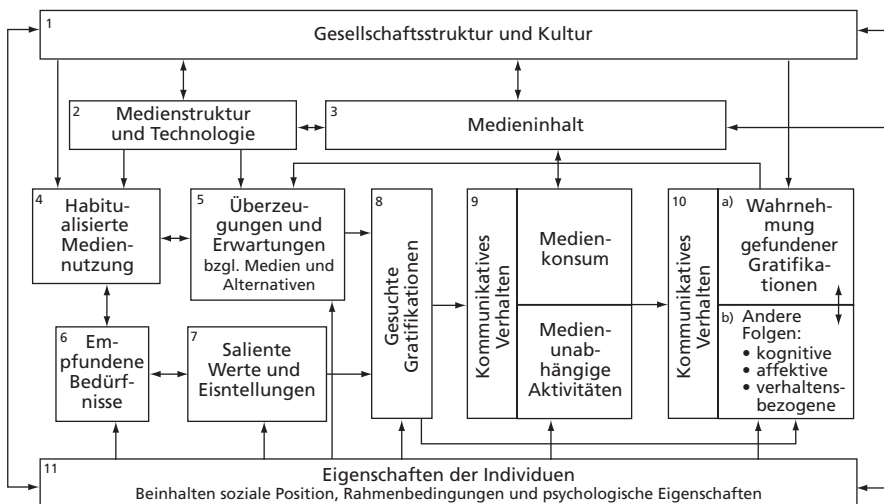 1
Gesellschaftsstruktur und Kultur
2
Medienstruktur
und Technologie
3
Medieninhalt
4
Habitu-
alisierte
Medien-
nutzung
5
Überzeu-
gungen und
Erwartungen
bzgl. Medien und
Alternativen
8
Gesuchte
Gratifikationen
9
Kommunikatives
Verhalten
Medien-
konsum
Medien-
unab-
hängige
Aktivitäten
10
Kommunikatives
Verhalten
a)
Wahrneh-
mung
gefundener
Gratifika-
tionen
b)
Andere
Folgen:
• kognitive
• affektive
• verhaltens-
bezogene
6
Em-
pfundene
Bedürf-
nisse
7
Saliente
Werte und
Eisntellungen
11
Eigenschaften der Individuen
Beinhalten soziale Position, Rahmenbedingungen und psychologische Eigenschaften